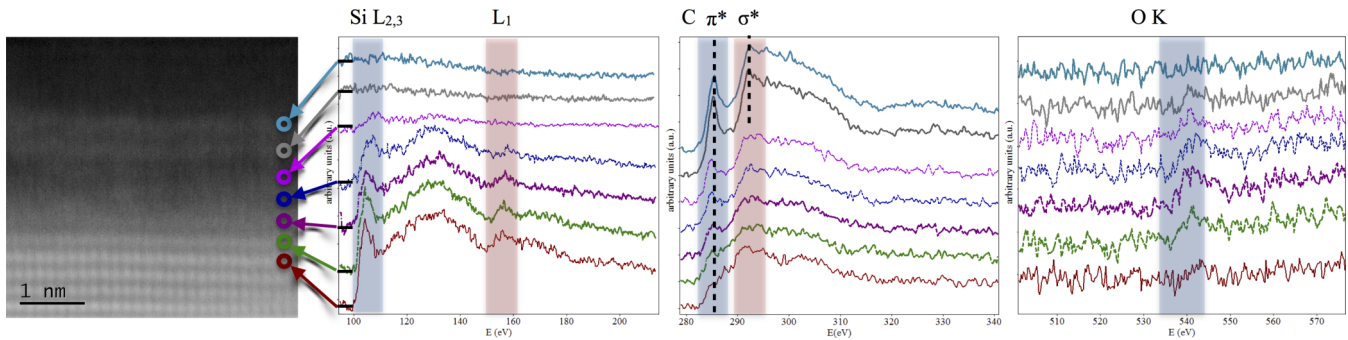 Si L2,3
L1
C π* σ*
O K
1 nm
arbitrary units (a.u.)
100 120 140 160 180 200
E (eV)
arbitrary units (a.u.)
280 290 300 310 320 330 340
E(eV)
arbitrary units (a.u.)
510 520 530 540 550 560 570
E (eV)